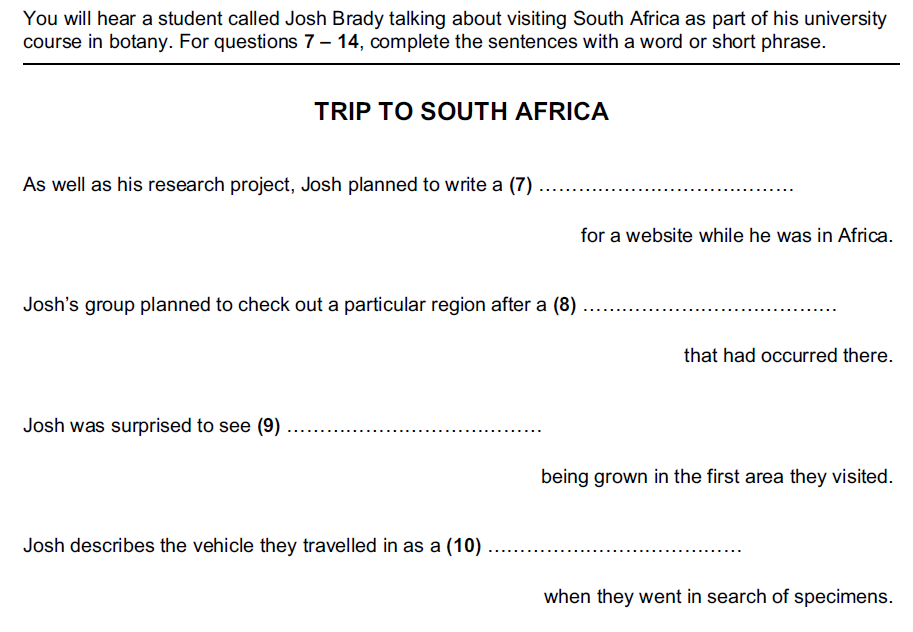 You will hear a student called Josh Brady talking about visiting South Africa as part of his university
course in botany. For questions 7 – 14, complete the sentences with a word or short phrase.
TRIP TO SOUTH AFRICA
As well as his research project, Josh planned to write a (7) …………………………………
for a website while he was in Africa.
Josh’s group planned to check out a particular region after a (8) …………………………………
that had occurred there.
Josh was surprised to see (9) …………………………………
being grown in the first area they visited.
Josh describes the vehicle they travelled in as a (10) …………………………………
when they went in search of specimens.